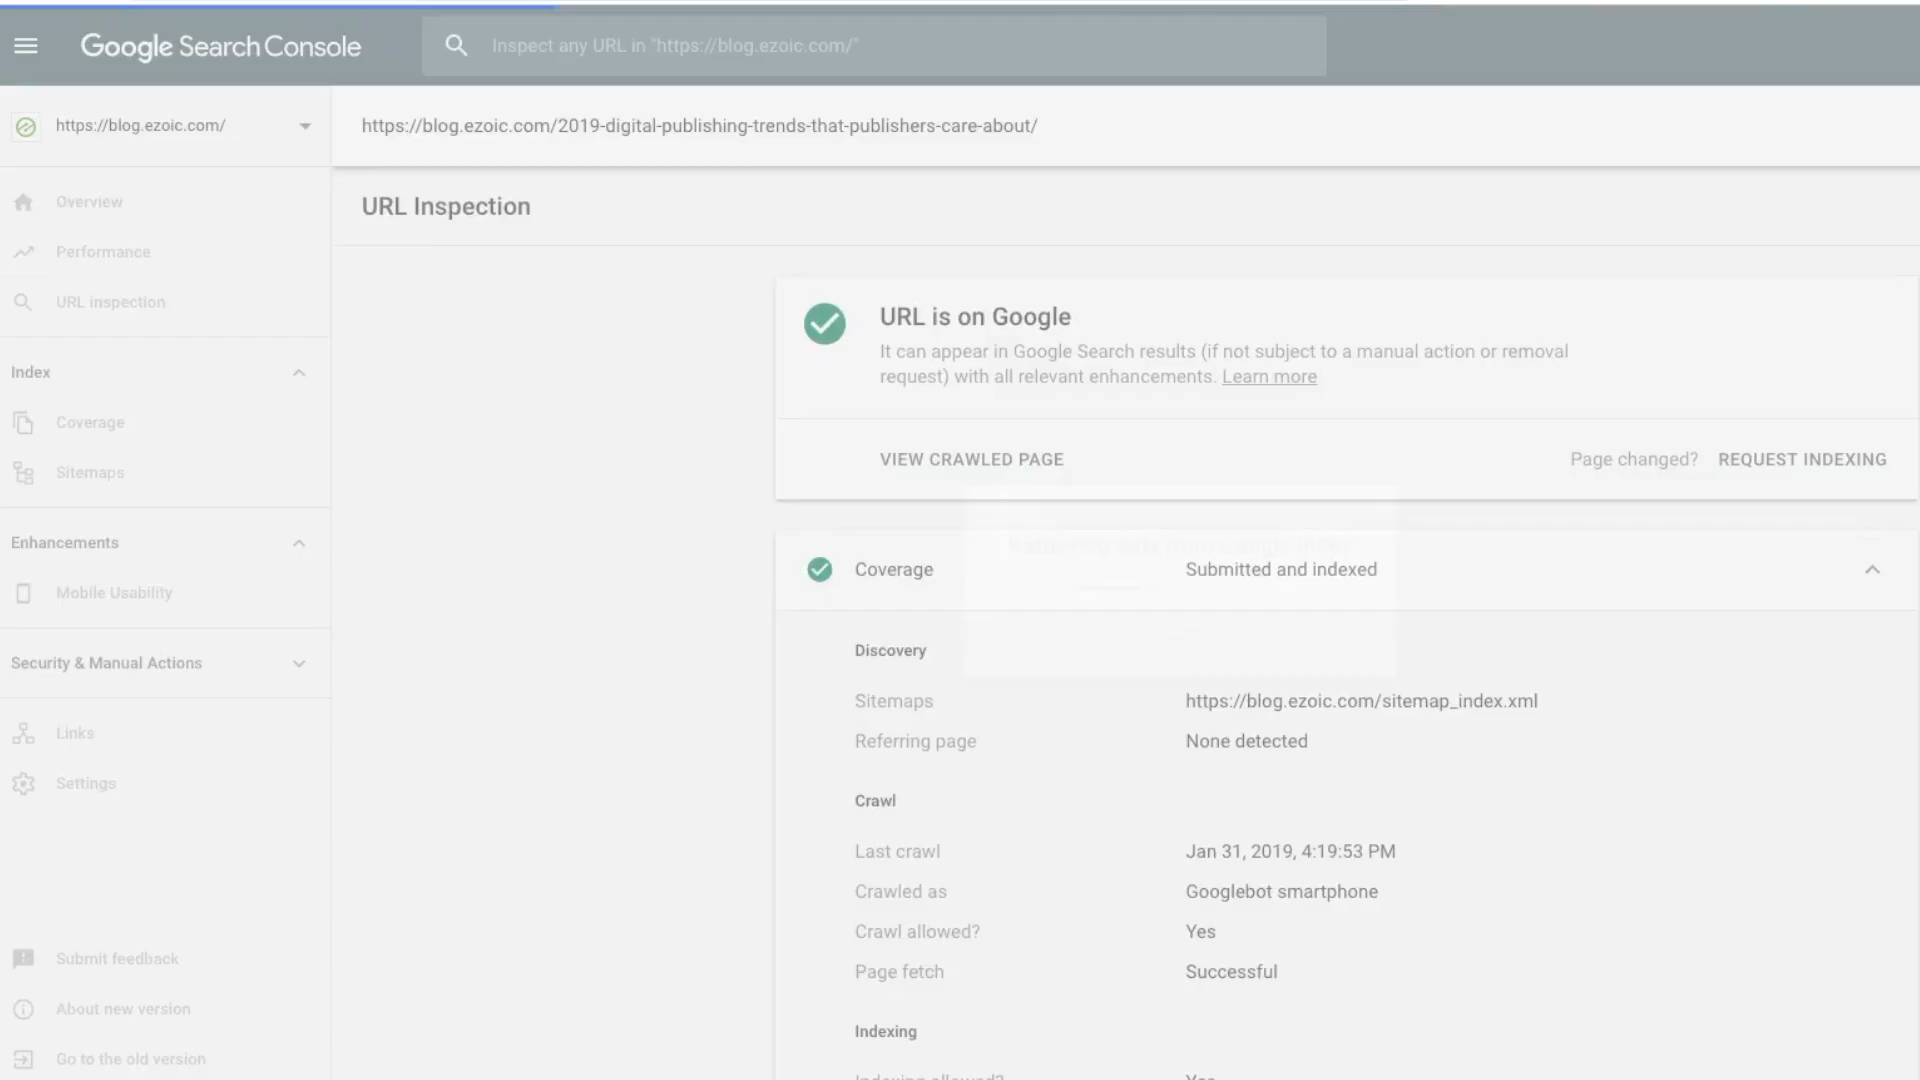 Google Search Console
Inspect any URL in "https://blog.ezoic.com/"
https://blog.ezoic.com/
https://blog.ezoic.com/2019-digital-publishing-trends-that-publishers-care-about/
Overview
Performance
URL inspection
Index
Coverage
Sitemaps
Enhancements
Mobile Usability
Security & Manual Actions
Links
Settings
Submit feedback
About new version
Go to the old version
URL Inspection
URL is on Google
It can appear in Google Search results (if not subject to a manual action or removal
request) with all relevant enhancements. Learn more
VIEW CRAWLED PAGE
Page changed? REQUEST INDEXING
Coverage Submitted and indexed
Discovery
Sitemaps https://blog.ezoic.com/sitemap_index.xml
Referring page None detected
Crawl
Last crawl Jan 31, 2019, 4:19:53 PM
Crawled as Googlebot smartphone
Crawl allowed? Yes
Page fetch Successful
Indexing
Indexing allowed? Yes